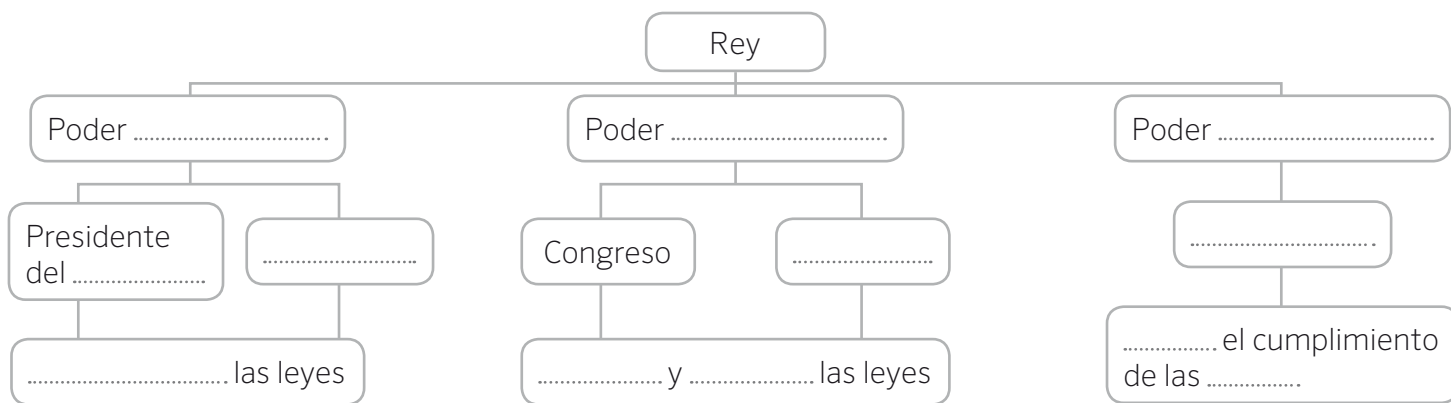 Rey
Poder ..............................
Poder ..............................
Poder ..............................
Presidente
del ....................
........................
Congreso
......................
............................
.............................. las leyes
.................. y .................. las leyes
.............. el cumplimiento
de las ..............